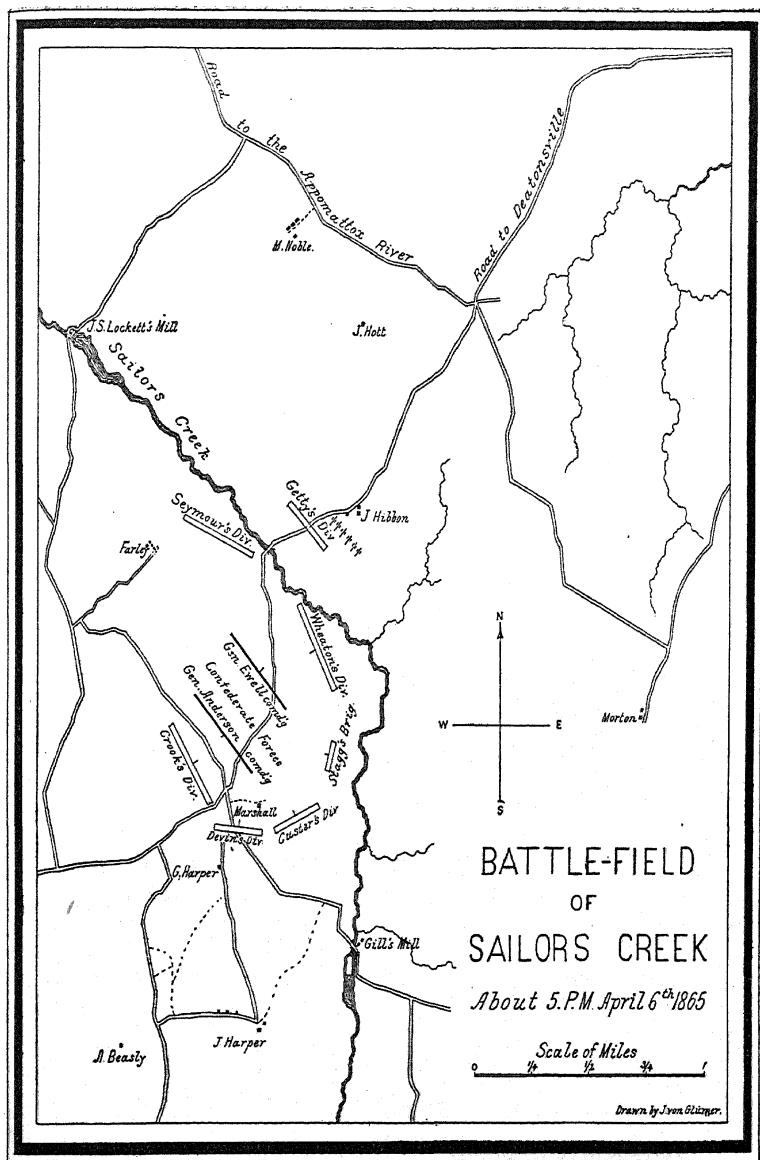 Road to the Appomattox River
Road to Deatonsville
M. Noble.
J.S. Lockett's Mill
J. Hott
Sailors Creek
Getty's Div
J Hibbon
Seymour's Div.
Farley
Wheaton's Div.
Gen Ewell comdg
Confederate Forces
Gen. Anderson comdg
Stagg's Brig.
Crook's Div.
N
W
E
S
Morton
Marshall
Custer's Div
Devin's Div.
G. Harper
Gill's Mill
J. Harper
A. Beasly
BATTLE-FIELD
OF
SAILORS CREEK
About 5. P.M. April 6th 1865
Scale of Miles
0 1/4 1/2 3/4 1
Drawn by J. von Glümer.